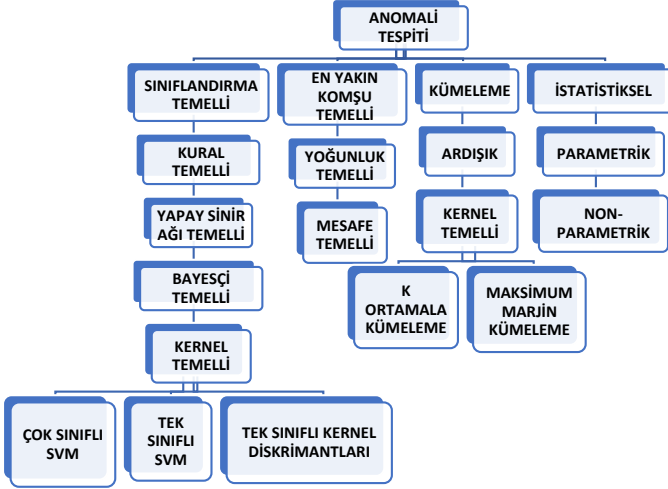 ANOMALİ
TESPİTİ
SINIFLANDIRMA
TEMELLİ
EN YAKIN
KOMŞU
TEMELLİ
KÜMELEME
İSTATİSTİKSEL
KURAL
TEMELLİ
YOĞUNLUK
TEMELLİ
ARDIŞIK
PARAMETRİK
YAPAY SİNİR
AĞI TEMELLİ
MESAFE
TEMELLİ
KERNEL
TEMELLİ
NON-
PARAMETRİK
BAYESÇİ
TEMELLİ
K
ORTAMALA
KÜMELEME
MAKSİMUM
MARJİN
KÜMELEME
KERNEL
TEMELLİ
ÇOK SINIFLI
SVM
TEK
SINIFLI
SVM
TEK SINIFLI KERNEL
DİSKRİMANTLARI